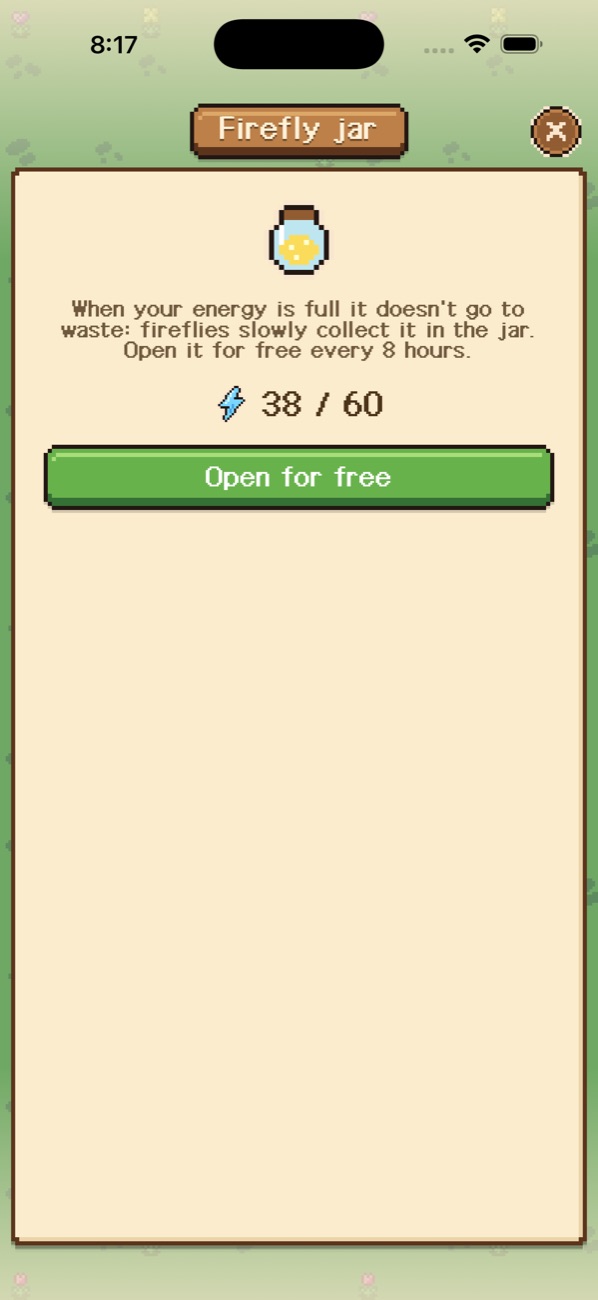 8:17
Firefly jar
When your energy is full it doesn't go to
waste: fireflies slowly collect it in the jar.
Open it for free every 8 hours.
38 / 60
Open for free